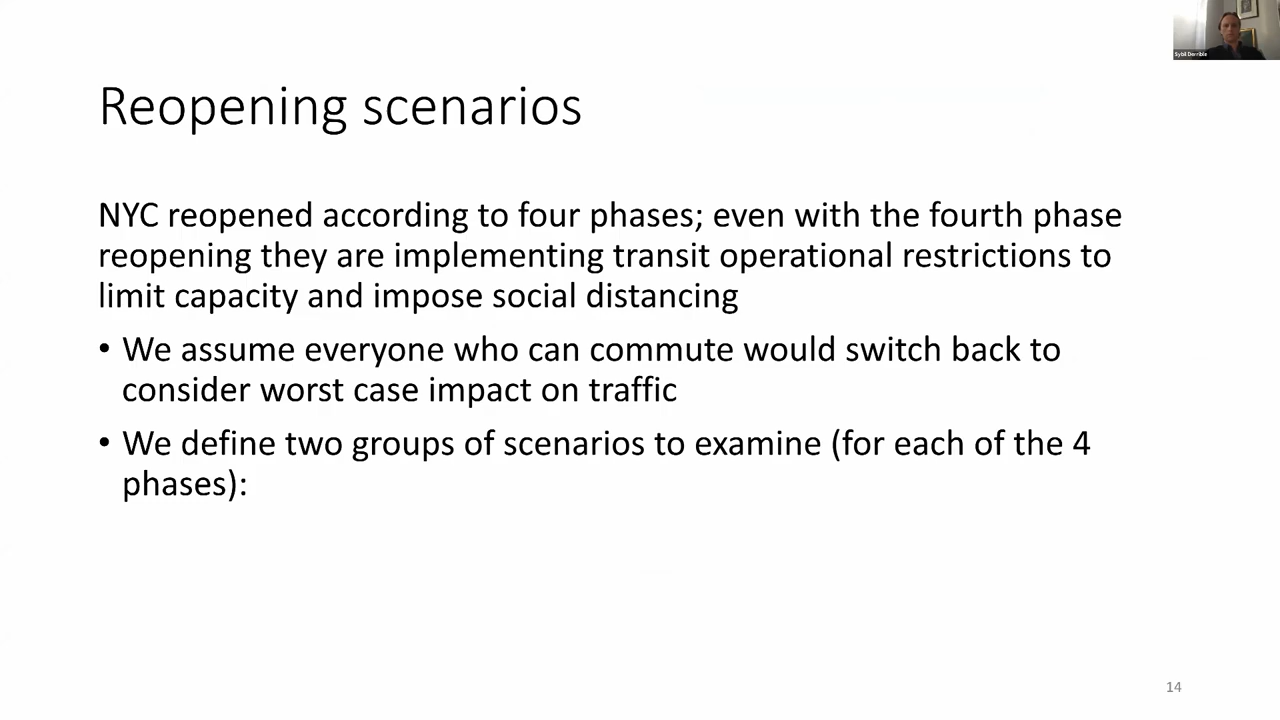 Sybil Derrible
Reopening scenarios
NYC reopened according to four phases; even with the fourth phase
reopening they are implementing transit operational restrictions to
limit capacity and impose social distancing
• We assume everyone who can commute would switch back to
consider worst case impact on traffic
• We define two groups of scenarios to examine (for each of the 4
phases):
14